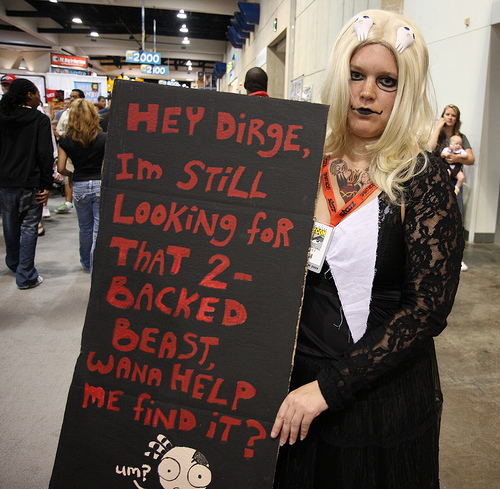 2000
2100
HEY DiRGE,
Im STiLL
LOOKiNG foR
THAT 2-
BACKED
BEAST,
WANA HELP
ME fiND iT?
um?